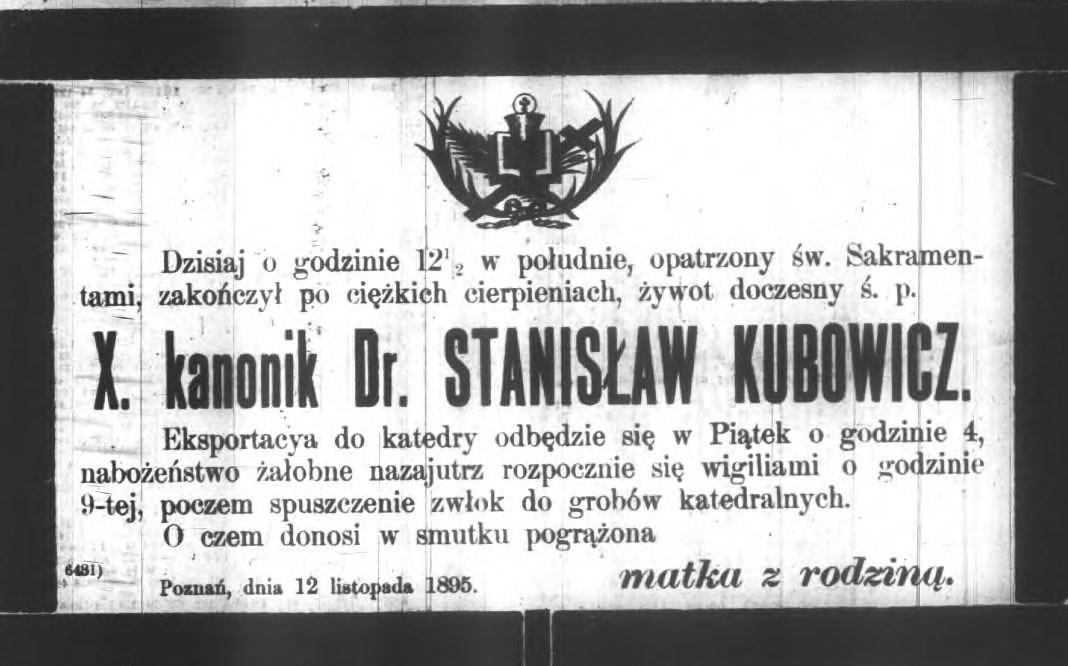 Dzisiaj o godzinie 12 1/2 w południe, opatrzony św. Sakramen-
tami, zakończył po ciężkich cierpieniach, żywot doczesny ś. p.
X. kanonik Dr. STANISŁAW KUBOWICZ.
Eksportacya do katedry odbędzie się w Piątek o godzinie 4,
nabożeństwo żałobne nazajutrz rozpocznie się wigiliami o godzinie
9-tej, poczem spuszczenie zwłok do grobów katedralnych.
O czem donosi w smutku pogrążona
6481)
Poznań, dnia 12 listopada 1895.
matka z rodziną.